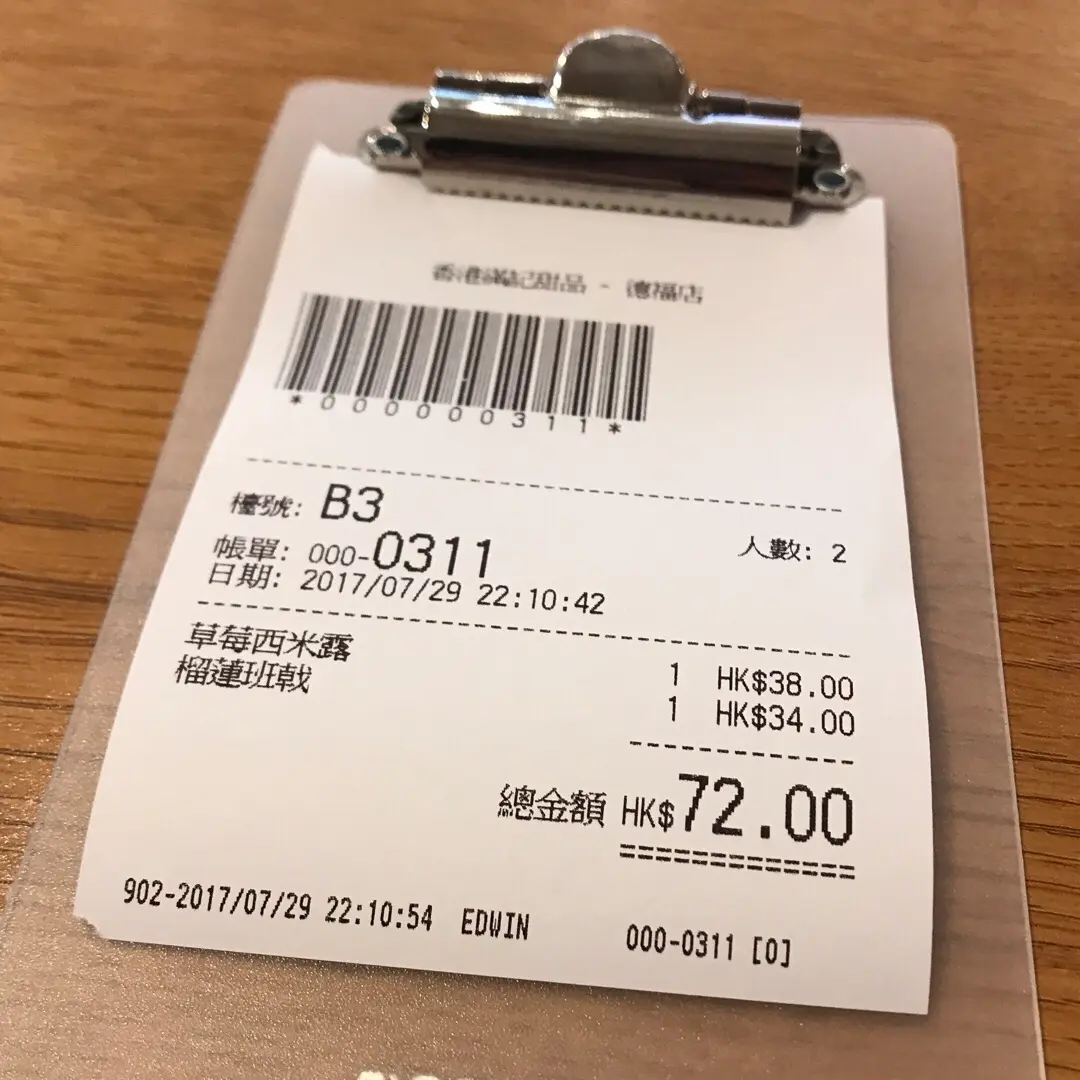 香港滿記甜品 - 德福店
*000000311*
檯號: B3
帳單: 000-0311 人數: 2
日期: 2017/07/29 22:10:42
草莓西米露 1 HK$38.00
榴蓮班戟 1 HK$34.00
總金額 HK$72.00
902-2017/07/29 22:10:54 EDWIN 000-0311 [0]